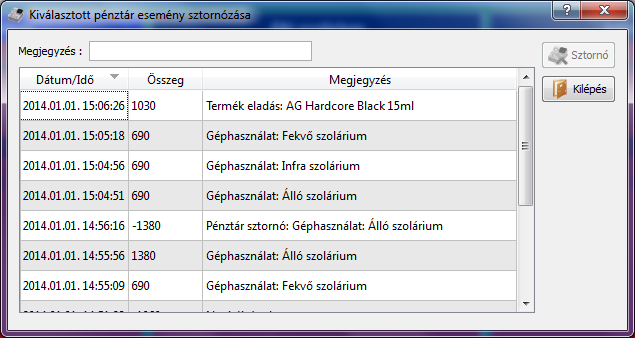 Kiválasztott pénztár esemény sztornózása
Megjegyzés :
Sztornó
Kilépés
Dátum/Idő Összeg Megjegyzés
2014.01.01. 15:06:26 1030 Termék eladás: AG Hardcore Black 15ml
2014.01.01. 15:05:18 690 Géphasználat: Fekvő szolárium
2014.01.01. 15:04:56 690 Géphasználat: Infra szolárium
2014.01.01. 15:04:51 690 Géphasználat: Álló szolárium
2014.01.01. 14:56:16 -1380 Pénztár sztornó: Géphasználat: Álló szolárium
2014.01.01. 14:55:56 1380 Géphasználat: Álló szolárium
2014.01.01. 14:55:09 690 Géphasználat: Fekvő szolárium